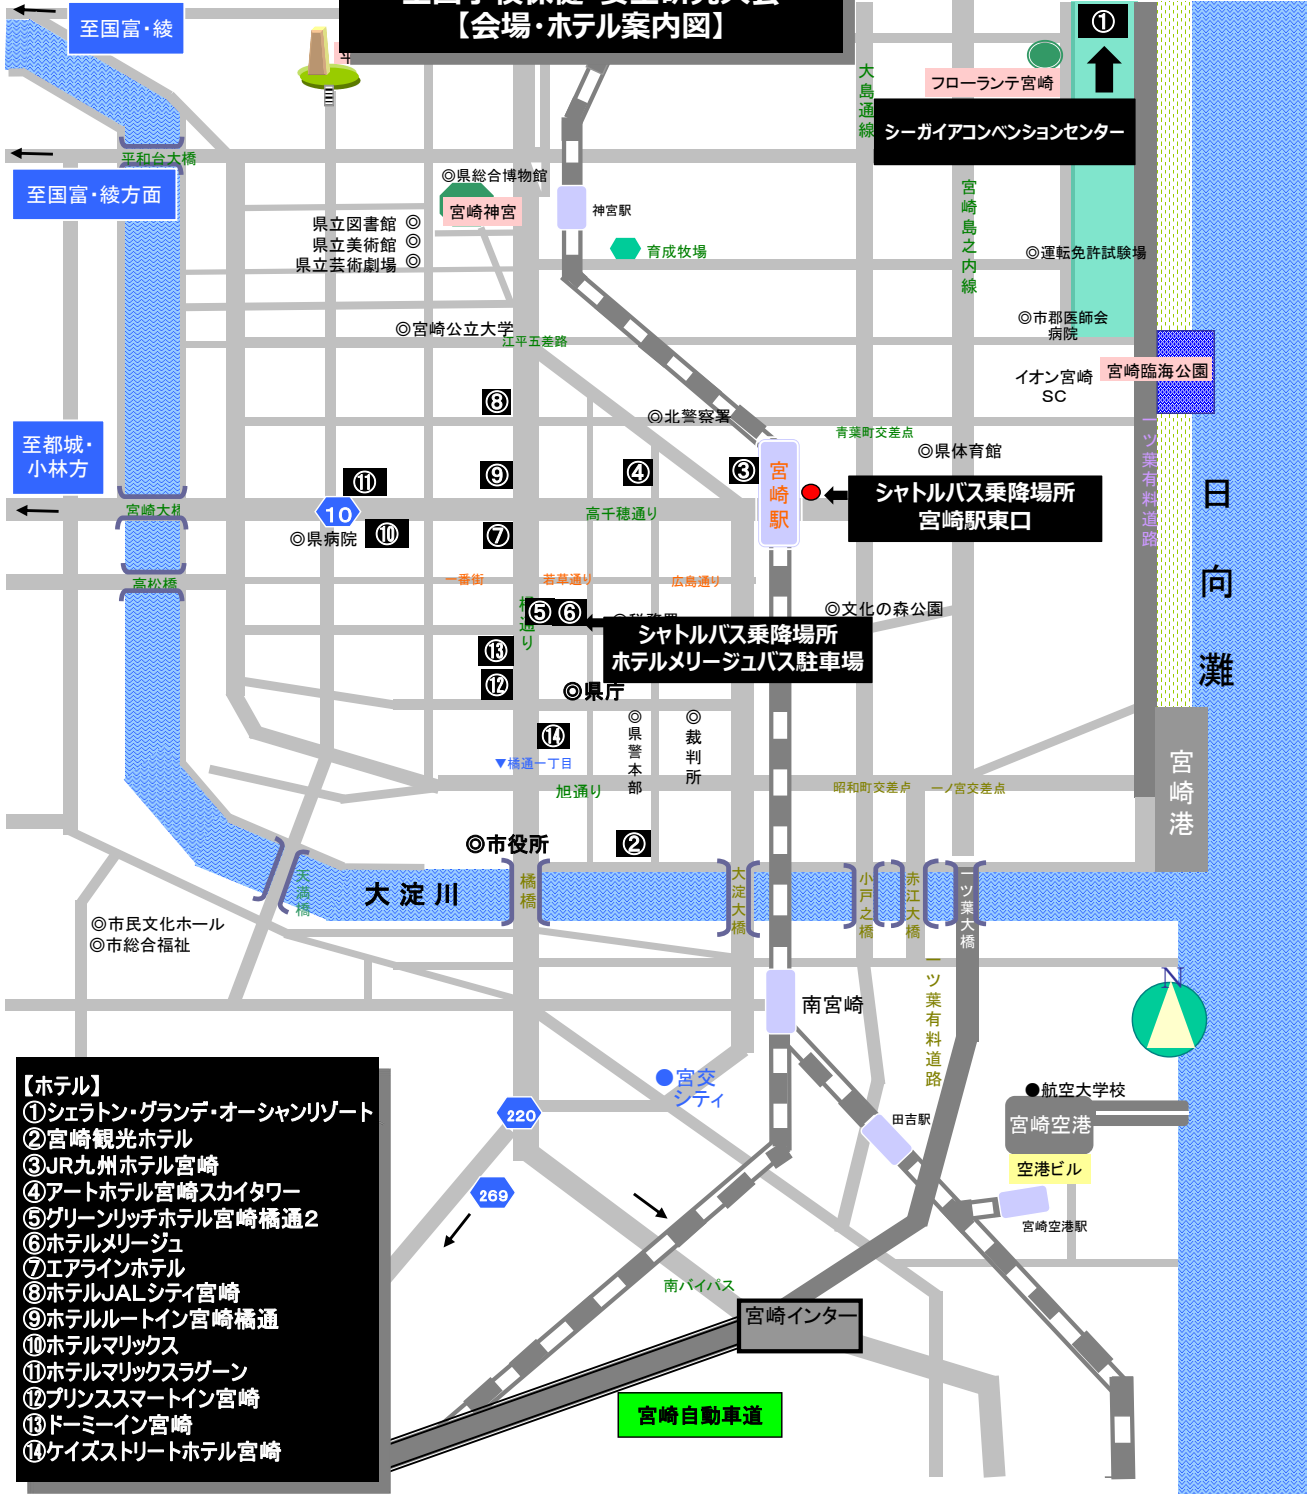 【会場・ホテル案内図】
至国富・綾
①
フローランテ宮崎
大島通線
シーガイアコンベンションセンター
平和台大橋
至国富・綾方面
◎県総合博物館
宮崎神宮
神宮駅
宮崎島之内線
県立図書館 ◎
県立美術館 ◎
県立芸術劇場 ◎
育成牧場
◎運転免許試験場
◎市郡医師会
病院
◎宮崎公立大学
江平五差路
イオン宮崎
SC
宮崎臨海公園
⑧
◎北警察署
青葉町交差点
◎県体育館
一ツ葉有料道路
至都城・
小林方
⑪
⑨
④
③
宮崎駅
シャトルバス乗降場所
宮崎駅東口
日向灘
宮崎大橋
10
◎県病院
⑩
⑦
高千穂通り
高松橋
一番街
若草通り
広島通り
橘通り
⑤
⑥
◎文化の森公園
シャトルバス乗降場所
ホテルメリージュバス駐車場
⑬
⑫
◎県庁
⑭
◎県警本部
◎裁判所
▼橘通一丁目
旭通り
昭和町交差点
一ノ宮交差点
宮崎港
◎市役所
②
大淀川
天満橋
橘橋
大淀大橋
小戸之橋
赤江大橋
一ツ葉大橋
◎市民文化ホール
◎市総合福祉
一ツ葉有料道路
N
南宮崎
●宮交
シティ
220
269
田吉駅
●航空大学校
宮崎空港
空港ビル
宮崎空港駅
南バイパス
宮崎インター
宮崎自動車道
【ホテル】
①シェラトン・グランデ・オーシャンリゾート
②宮崎観光ホテル
③JR九州ホテル宮崎
④アートホテル宮崎スカイタワー
⑤グリーンリッチホテル宮崎橘通2
⑥ホテルメリージュ
⑦エアラインホテル
⑧ホテルJALシティ宮崎
⑨ホテルルートイン宮崎橘通
⑩ホテルマリックス
⑪ホテルマリックスラグーン
⑫プリンススマートイン宮崎
⑬ドーミーイン宮崎
⑭ケイズストリートホテル宮崎